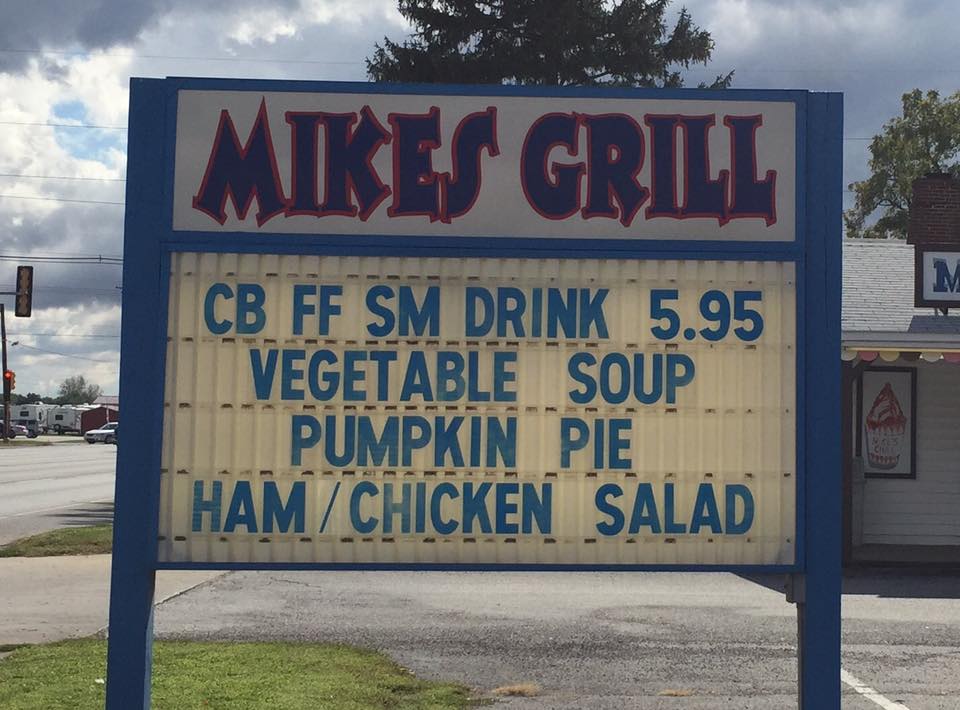 MIKES GRILL
CB FF SM DRINK 5.95
VEGETABLE SOUP
PUMPKIN PIE
HAM/CHICKEN SALAD
M